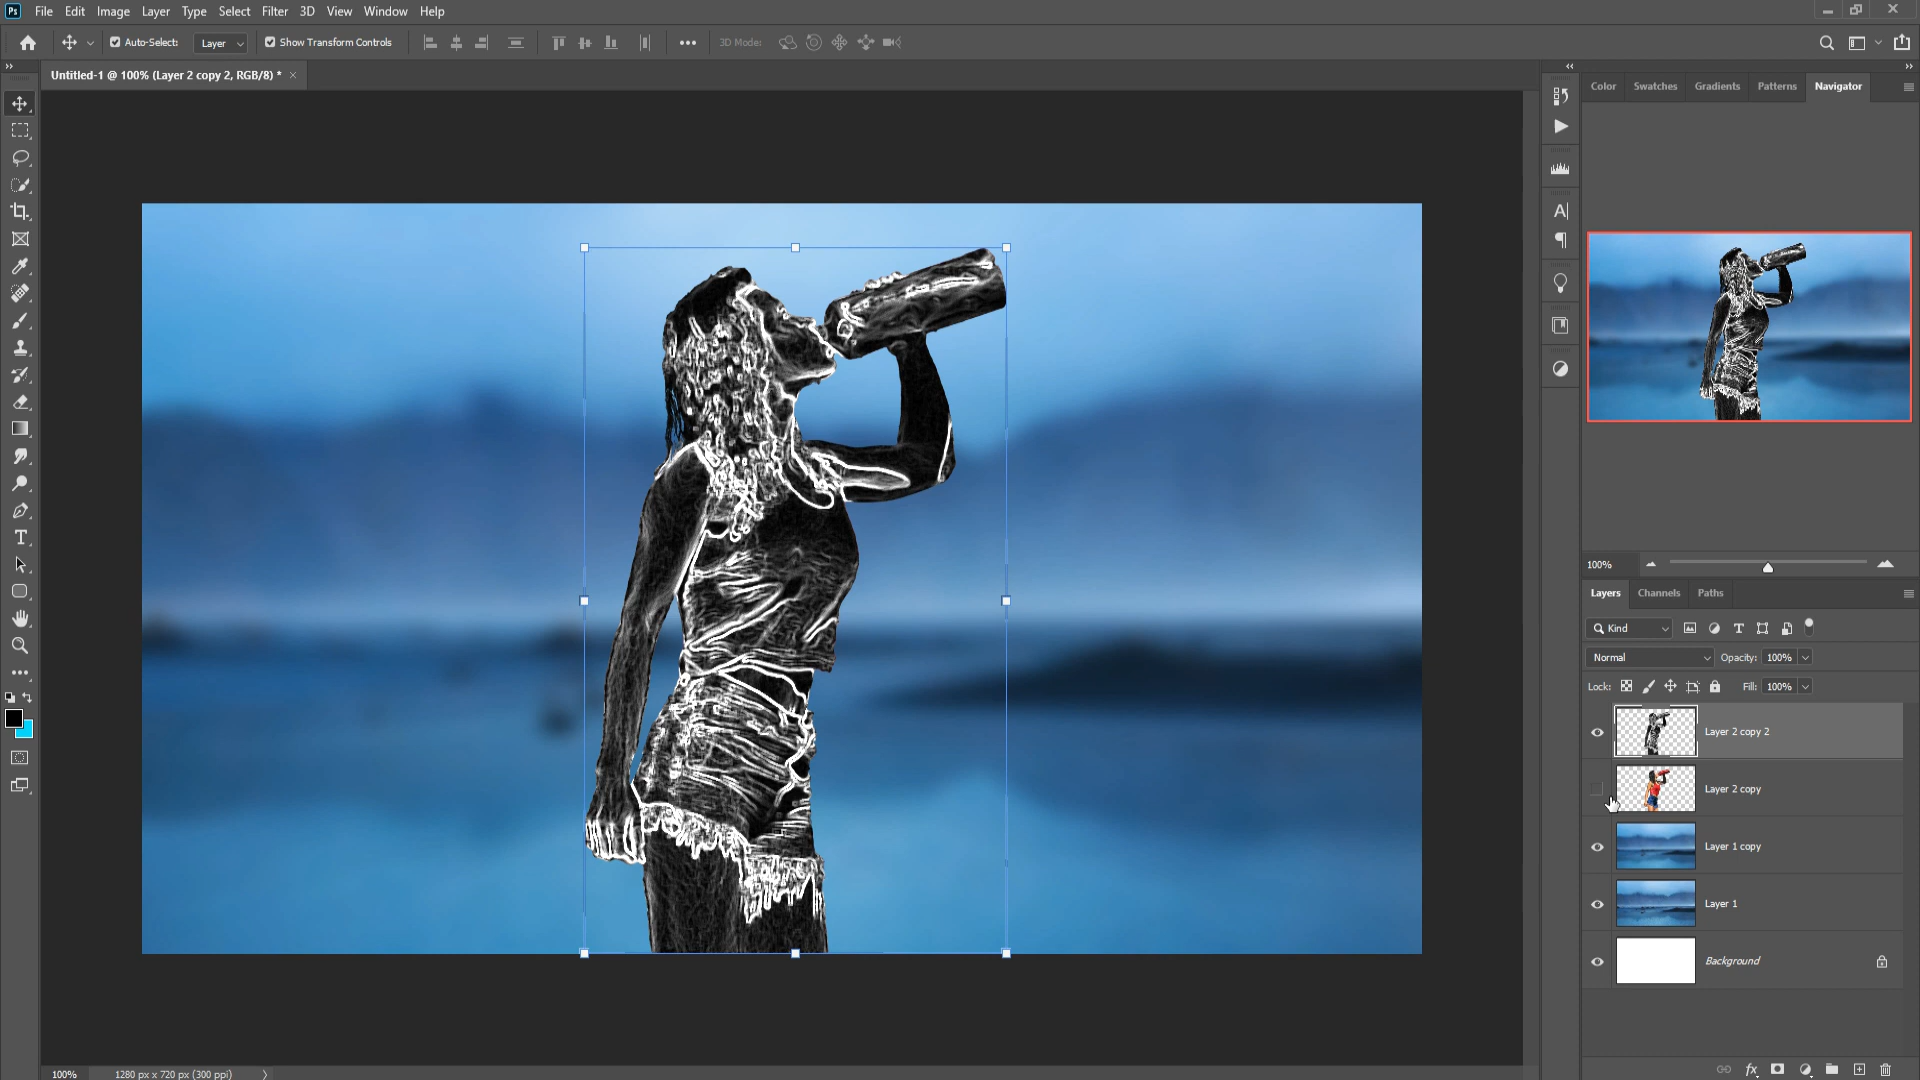 Ps File Edit Image Layer Type Select Filter 3D View Window Help
Auto-Select: Layer Show Transform Controls 3D Mode:
Untitled-1 @ 100% (Layer 2 copy 2, RGB/8) *
Color Swatches Gradients Patterns Navigator
100%
Layers Channels Paths
Kind
Normal Opacity: 100%
Lock: Fill: 100%
Layer 2 copy 2
Layer 2 copy
Layer 1 copy
Layer 1
Background
fx
100% 1280 px x 720 px (300 ppi)